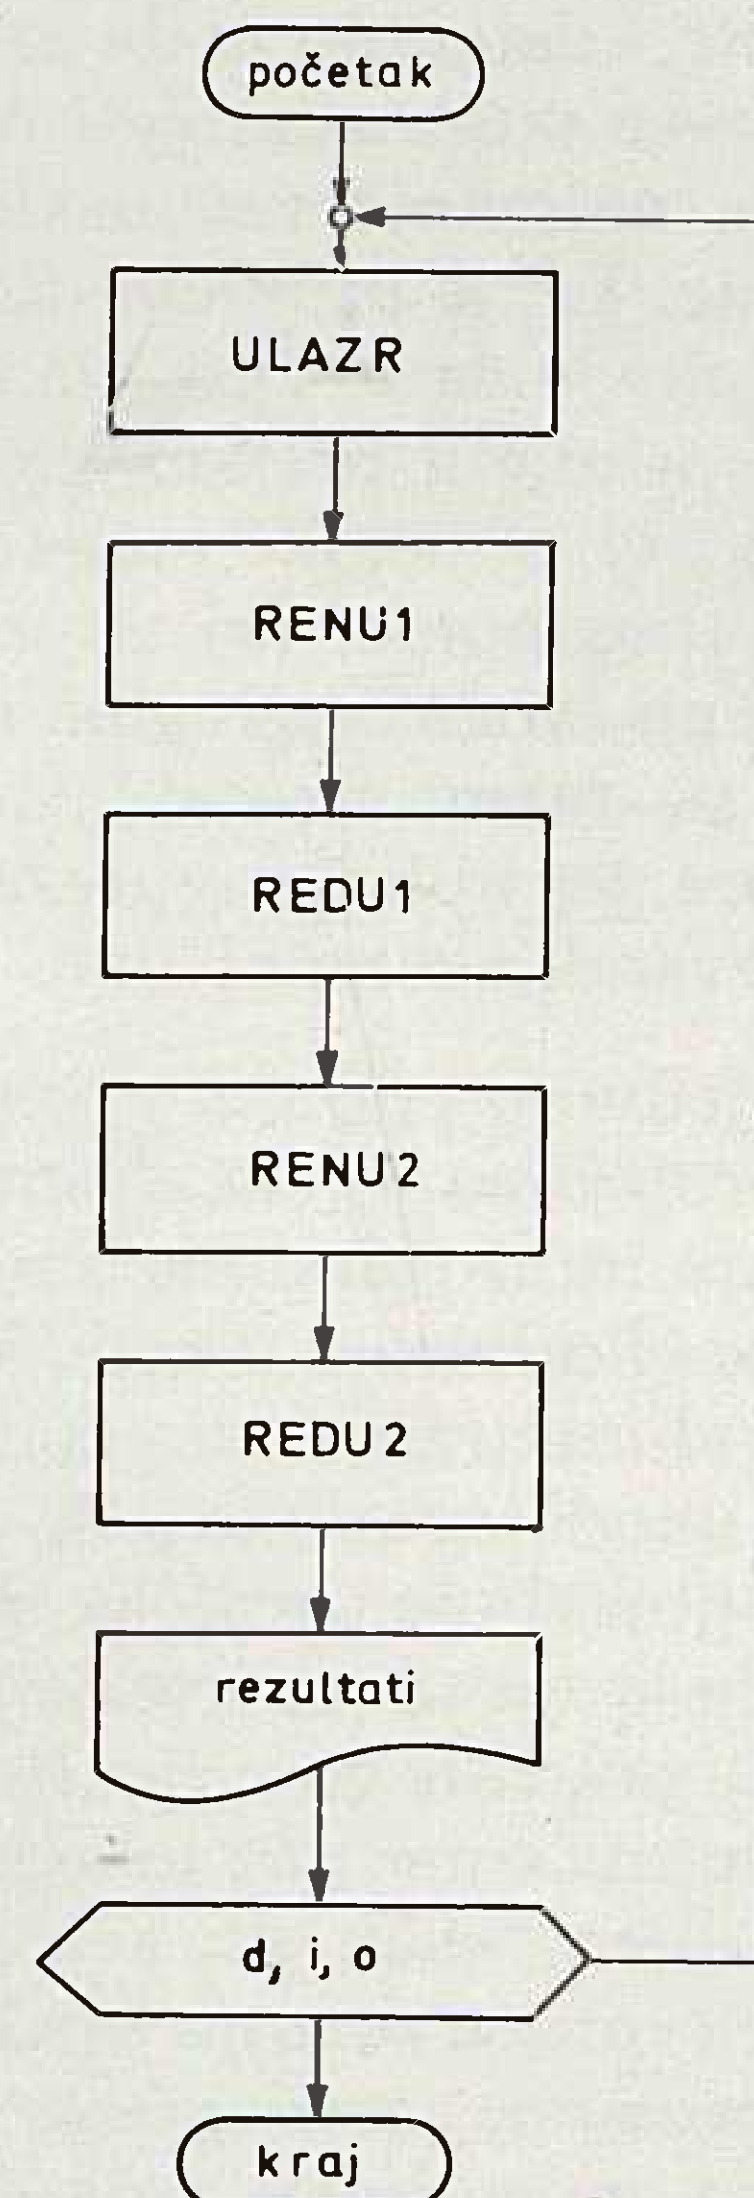 početak
ULAZR
RENU1
REDU1
RENU2
REDU2
rezultati
d, i, o
kraj